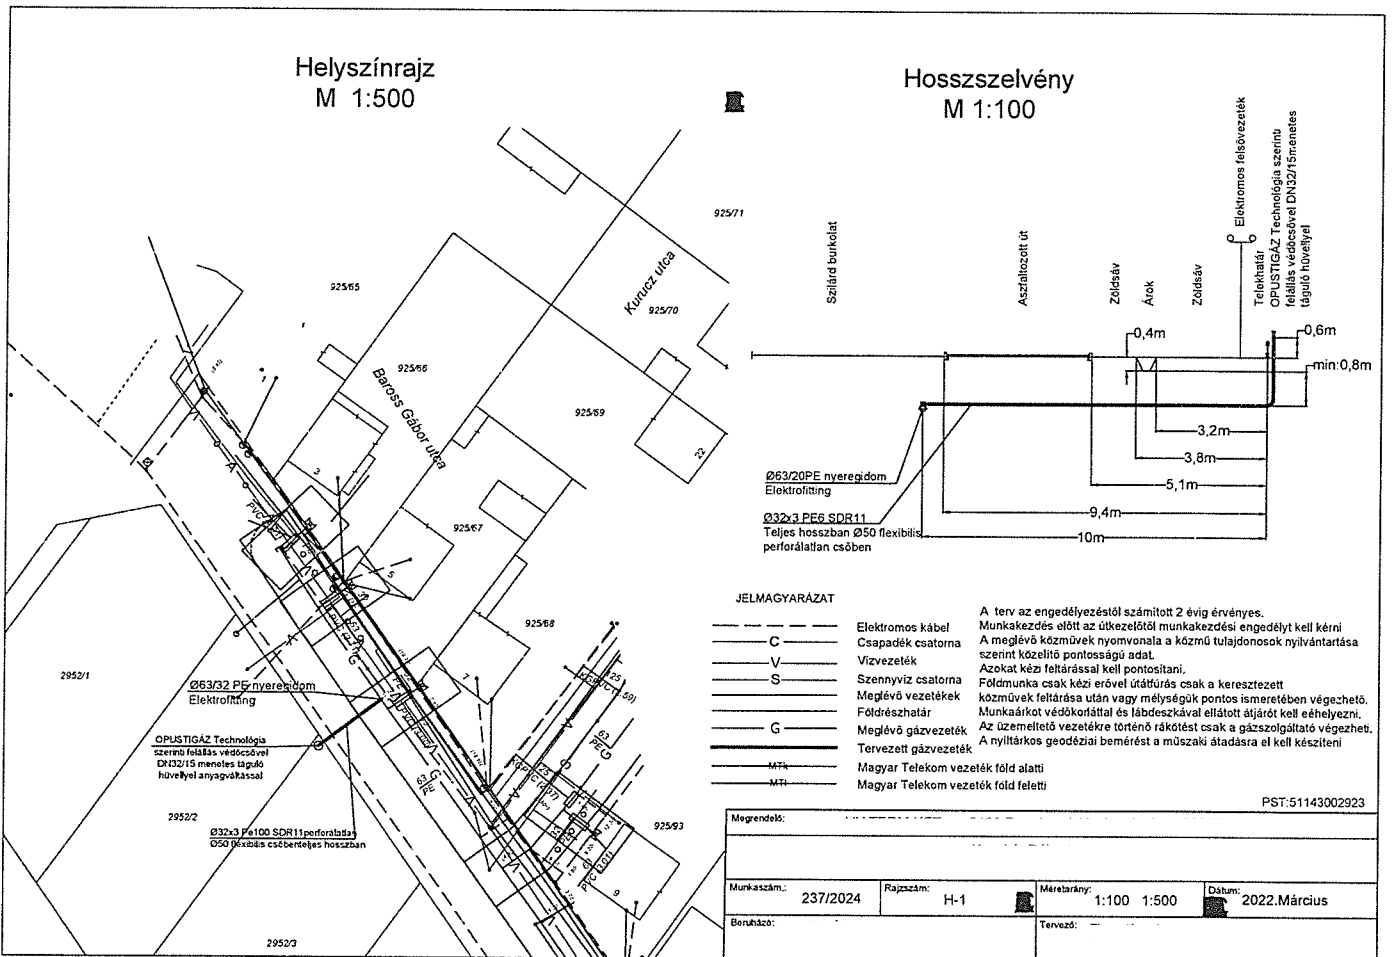 Helyszínrajz
M 1:500
Hosszszelvény
M 1:100
925/71
Kurucz utca
925/70
925/65
925/66
Baross Gábor utca
925/69
22
3
925/67
5
925/68
7
2952/1
Ø63/32 PE nyeregidom
Elektrofitting
OPUSTIGÁZ Technológia
szerinti felállás védőcsővel
DN32/15 menetes táguló
hüvellyel anyagváltással
2952/2
Ø32x3 Pe100 SDR11 perforálatlan
Ø50 flexibilis csőbenteljes hosszban
2952/3
925/93
9
PVC
A
A
G
V
G
V
V
63
PE
63
PE
G
Szilárd burkolat
Aszfaltozott út
Zöldsáv
Árok
Zöldsáv
Elektromos felsővezeték
Telekhatár
OPUSTIGÁZ Technológia szerinti
felállás védőcsővel DN32/15menetes
táguló hüvellyel
0,4m
0,6m
min:0,8m
3,2m
3,8m
5,1m
9,4m
10m
Ø63/20PE nyeregidom
Elektrofitting
Ø32x3 PE6 SDR11
Teljes hosszban Ø50 flexibilis
perforálatlan csőben
JELMAGYARÁZAT
Elektromos kábel
C Csapadék csatorna
V Vízvezeték
S Szennyvíz csatorna
Meglévő vezetékek
Földrészhatár
G Meglévő gázvezeték
Tervezett gázvezeték
MTk Magyar Telekom vezeték föld alatti
MTl Magyar Telekom vezeték föld feletti
A terv az engedélyezéstől számított 2 évig érvényes.
Munkakezdés előtt az útkezelőtől munkakezdési engedélyt kell kérni
A meglévő közművek nyomvonala a közmű tulajdonosok nyilvántartása
szerint közelítő pontosságú adat.
Azokat kézi feltárással kell pontosítani.
Földmunka csak kézi erővel útátfúrás csak a keresztezett
közművek feltárása után vagy mélységük pontos ismeretében végezhető.
Munkaárkot védőkorláttal és lábdeszkával ellátott átjárót kell eéhelyezni.
Az üzemeltető vezetékre történő rákötést csak a gázszolgáltató végezheti.
A nyíltárkos geodéziai bemérést a műszaki átadásra el kell készíteni
PST:51143002923
Megrendelő:
Munkaszám.:
237/2024
Rajzszám:
H-1
Méretarány:
1:100 1:500
Dátum:
2022.Március
Beruházó:
Tervező: